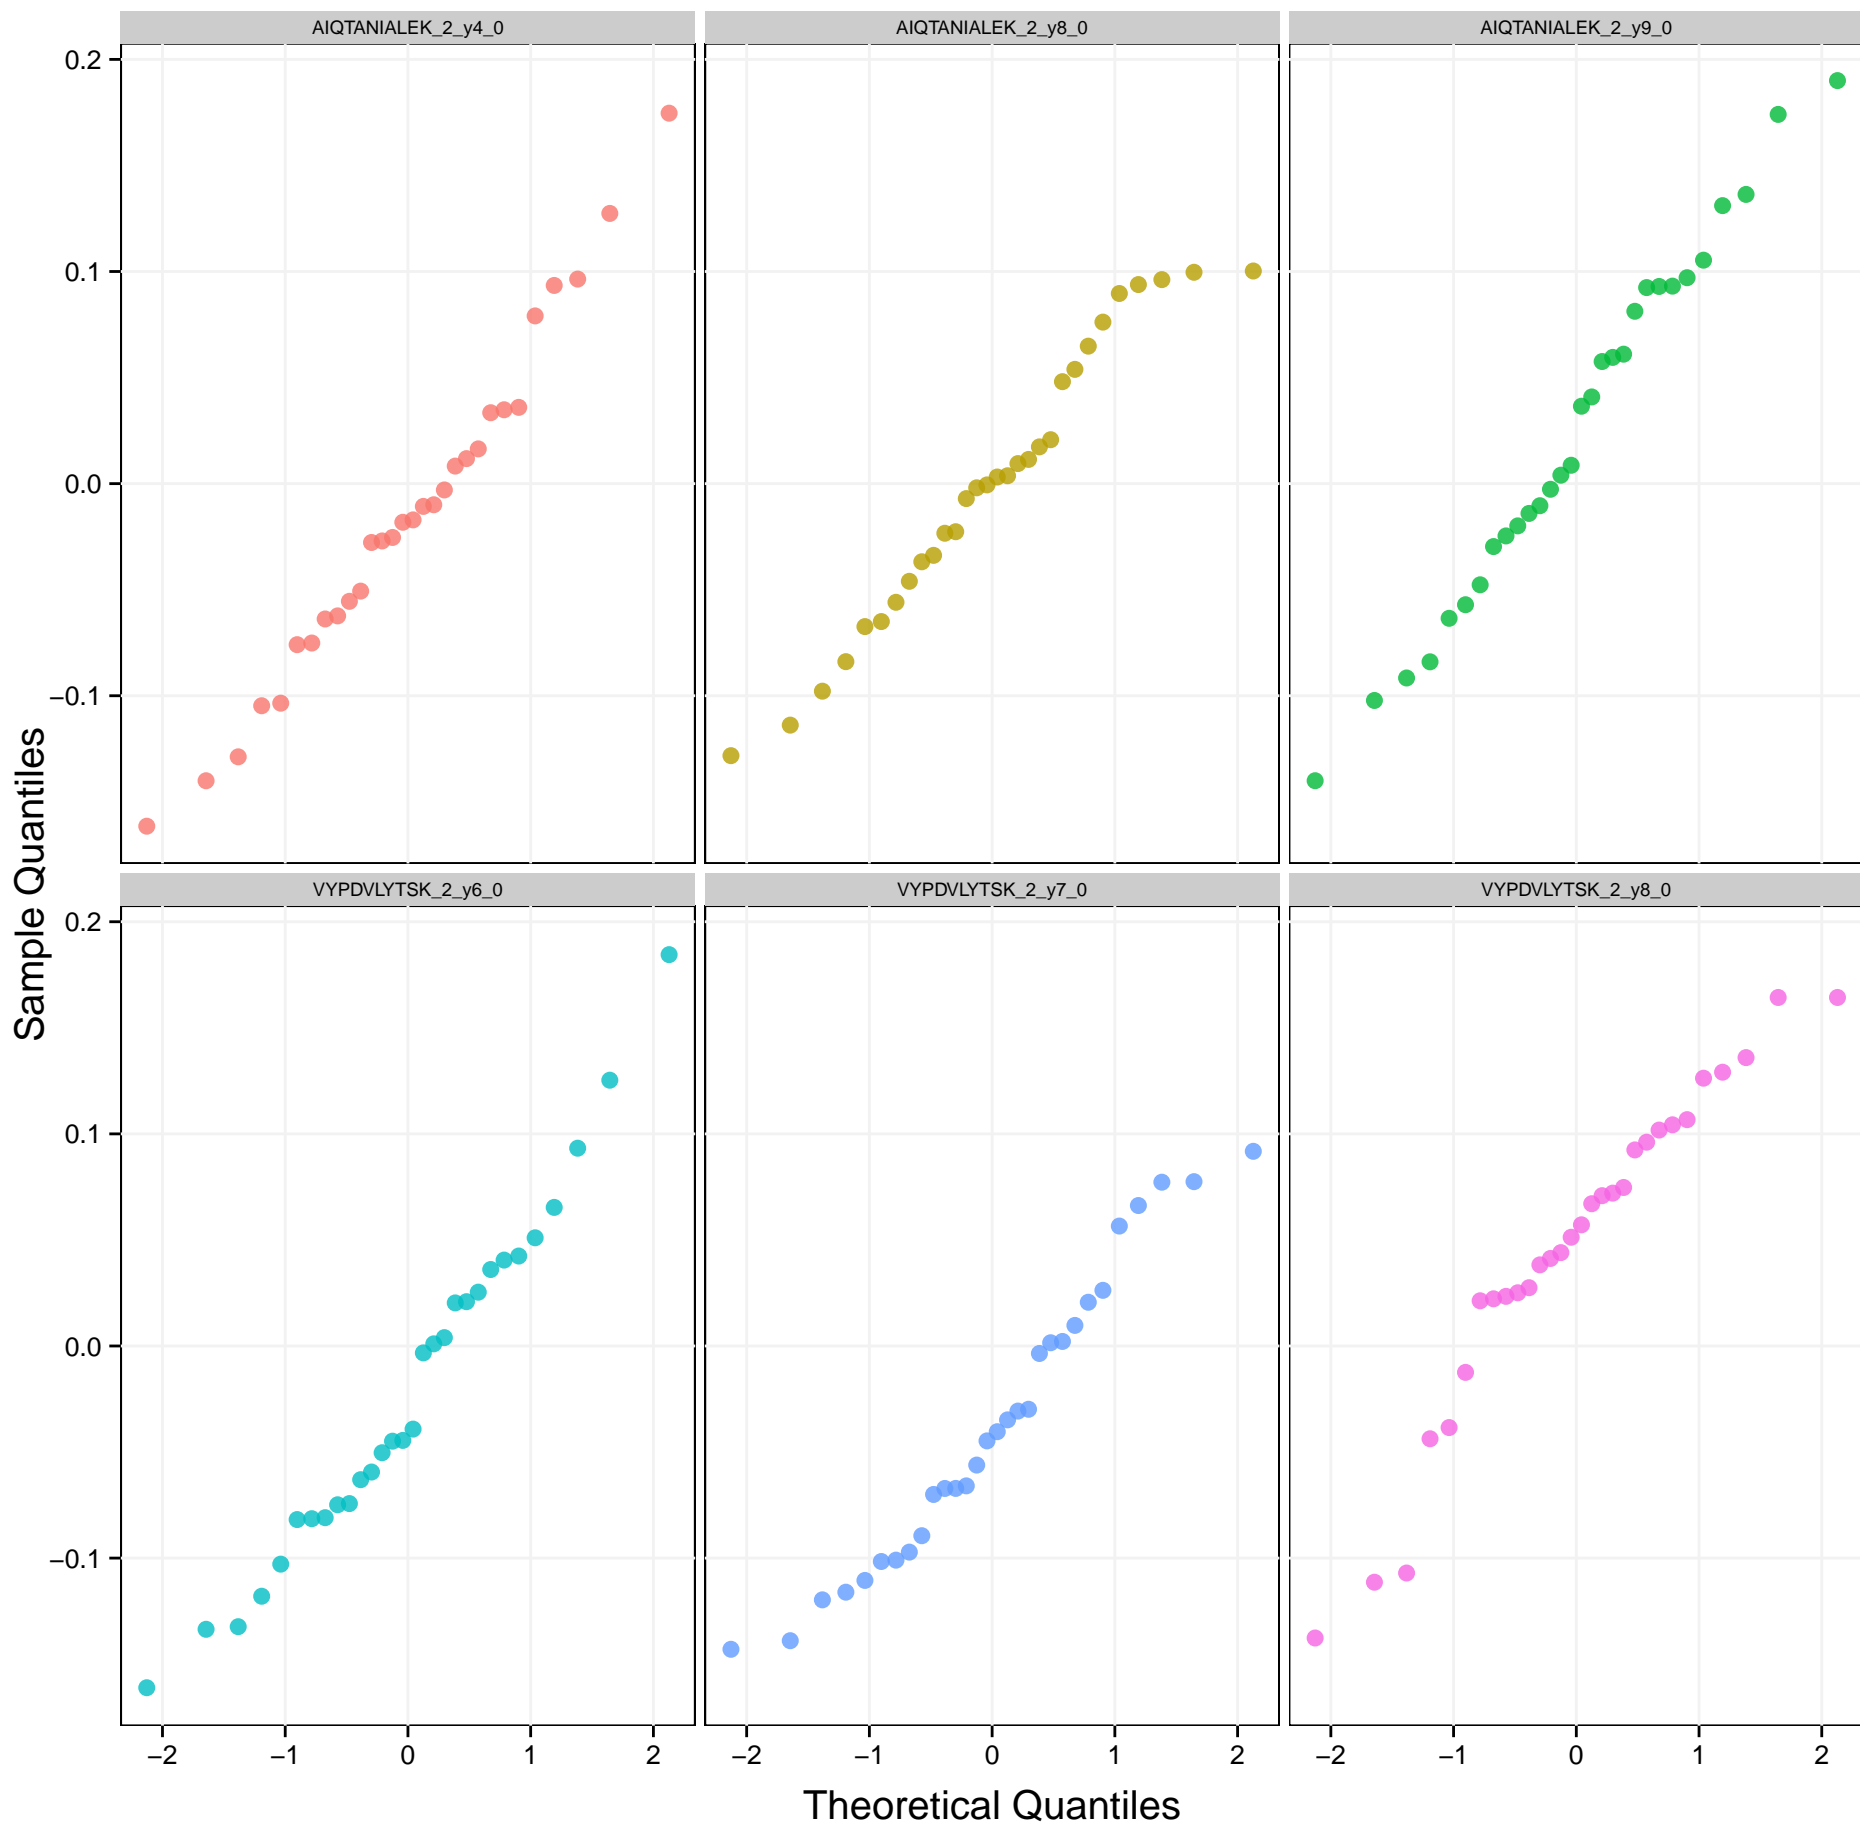 AIQTANIALEK_2_y4_0 AIQTANIALEK_2_y8_0 AIQTANIALEK_2_y9_0
0.2
0.1
0.0
−0.1
Sample Quantiles
VYPDVLYTSK_2_y6_0 VYPDVLYTSK_2_y7_0 VYPDVLYTSK_2_y8_0
0.2
0.1
0.0
−0.1
−2 −1 0 1 2 −2 −1 0 1 2 −2 −1 0 1 2
Theoretical Quantiles